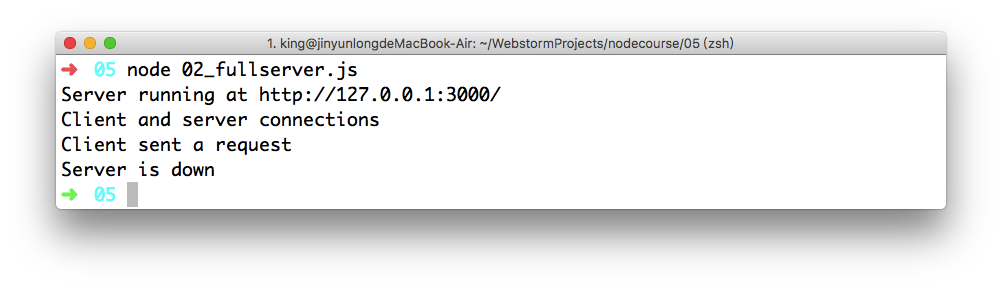 1. king@jinyunlongdeMacBook-Air: ~/WebstormProjects/nodecourse/05 (zsh)
➜ 05 node 02_fullserver.js
Server running at http://127.0.0.1:3000/
Client and server connections
Client sent a request
Server is down
➜ 05